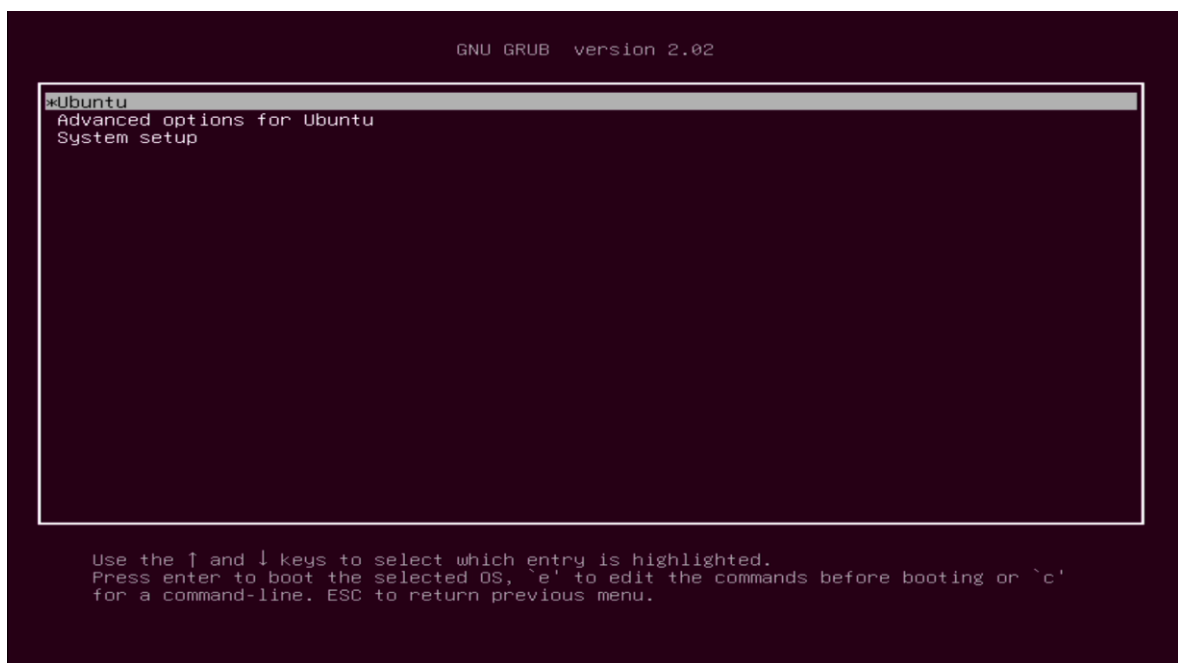 GNU GRUB  version 2.02
*Ubuntu
Advanced options for Ubuntu
System setup
Use the ↑ and ↓ keys to select which entry is highlighted.
Press enter to boot the selected OS, `e' to edit the commands before booting or `c'
for a command-line. ESC to return previous menu.